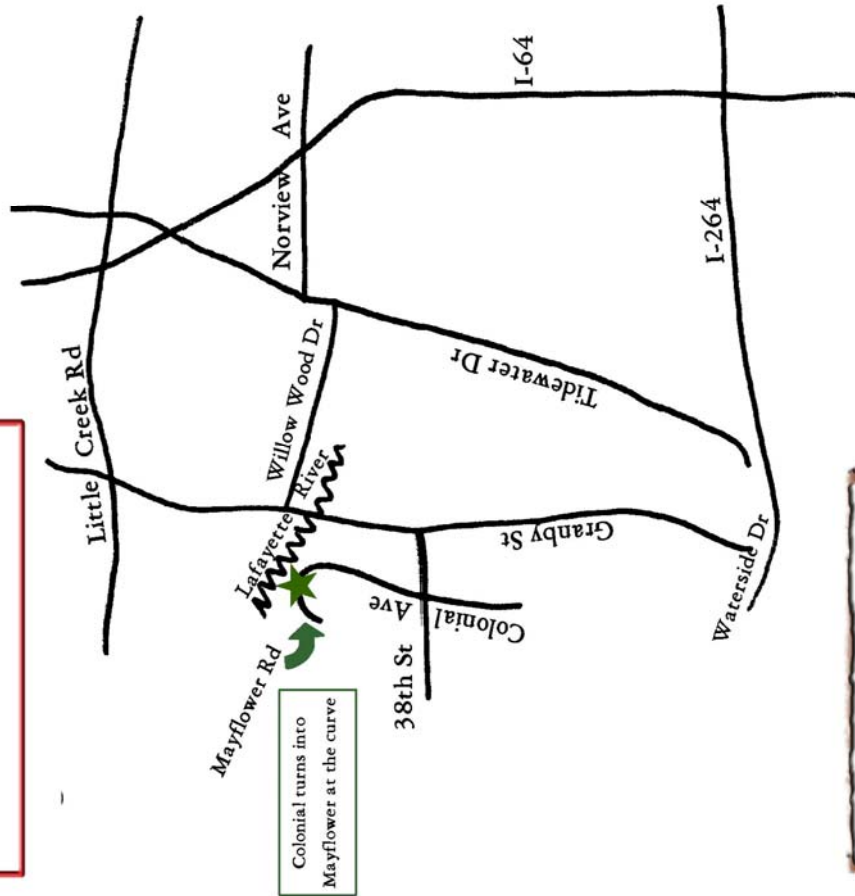 Little Creek Rd
Norview Ave
I-64
I-264
Willow Wood Dr
Tidewater Dr
Lafayette River
Granby St
Waterside Dr
Colonial Ave
38th St
Mayflower Rd
Colonial turns into
Mayflower at the curve